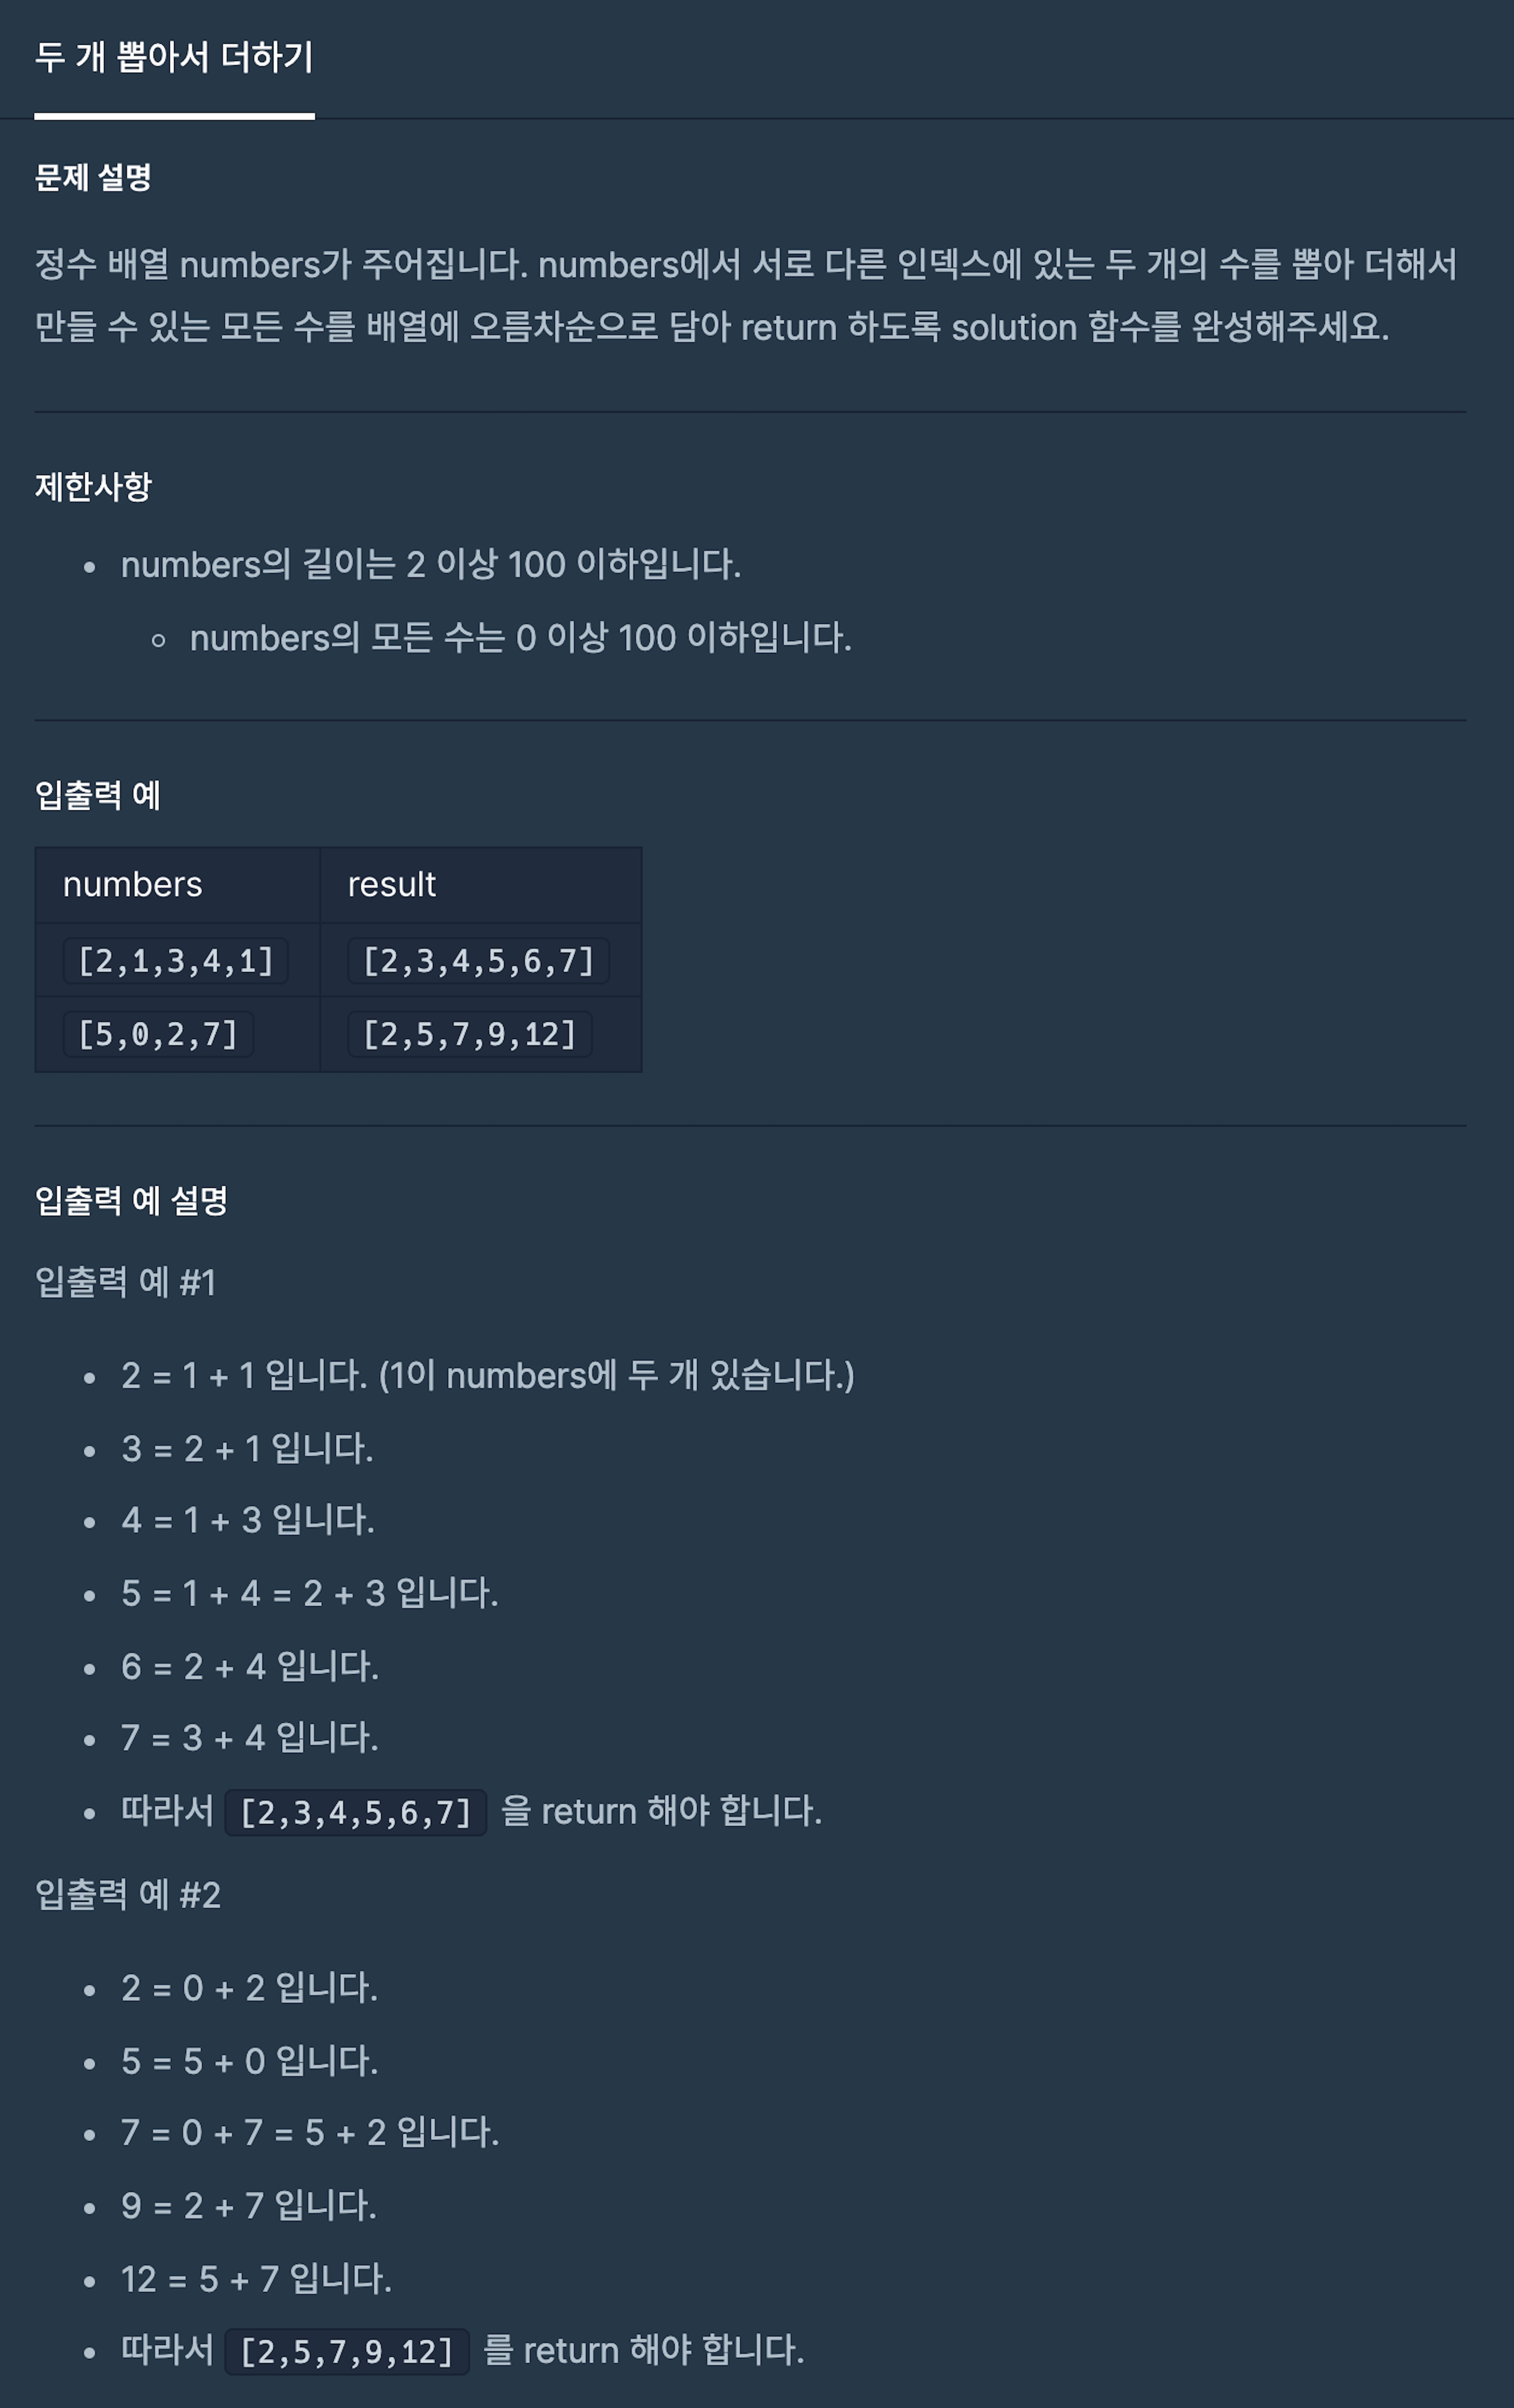 두 개 뽑아서 더하기
문제 설명
정수 배열 numbers가 주어집니다. numbers에서 서로 다른 인덱스에 있는 두 개의 수를 뽑아 더해서
만들 수 있는 모든 수를 배열에 오름차순으로 담아 return 하도록 solution 함수를 완성해주세요.
제한사항
• numbers의 길이는 2 이상 100 이하입니다.
◦ numbers의 모든 수는 0 이상 100 이하입니다.
입출력 예
numbers result
[2,1,3,4,1] [2,3,4,5,6,7]
[5,0,2,7] [2,5,7,9,12]
입출력 예 설명
입출력 예 #1
• 2 = 1 + 1 입니다. (1이 numbers에 두 개 있습니다.)
• 3 = 2 + 1 입니다.
• 4 = 1 + 3 입니다.
• 5 = 1 + 4 = 2 + 3 입니다.
• 6 = 2 + 4 입니다.
• 7 = 3 + 4 입니다.
• 따라서 [2,3,4,5,6,7] 을 return 해야 합니다.
입출력 예 #2
• 2 = 0 + 2 입니다.
• 5 = 5 + 0 입니다.
• 7 = 0 + 7 = 5 + 2 입니다.
• 9 = 2 + 7 입니다.
• 12 = 5 + 7 입니다.
• 따라서 [2,5,7,9,12] 를 return 해야 합니다.